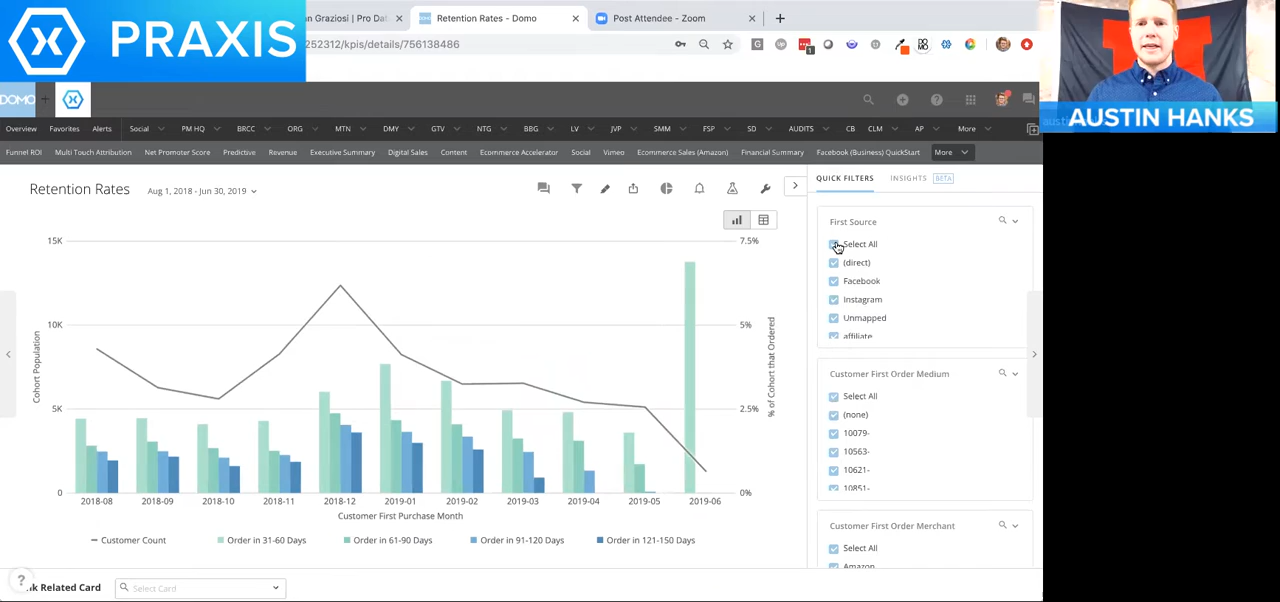 PRAXIS
an Graziosi | Pro Da
Retention Rates - Domo
Post Attendee - Zoom
252312/kpis/details/756138486
AUSTIN HANKS
DOMO
Overview Favorites Alerts Social PM HQ BRCC ORG MTN DMY GTV NTG BBG LV JVP SMM FSP SD AUDITS CB CLM AP More
Funnel ROI Multi Touch Attribution Net Promoter Score Predictive Revenue Executive Summary Digital Sales Content Ecommerce Accelerator Social Vimeo Ecommerce Sales (Amazon) Financial Summary Facebook (Business) QuickStart More
Retention Rates
Aug 1, 2018 - Jun 30, 2019
QUICK FILTERS
INSIGHTS BETA
First Source
Select All
(direct)
Facebook
Instagram
Unmapped
affiliate
Customer First Order Medium
Select All
(none)
10079-
10563-
10621-
10851-
Customer First Order Merchant
Select All
Amazon
15K
10K
5K
0
7.5%
5%
2.5%
0%
Cohort Population
% of Cohort that Ordered
2018-08 2018-09 2018-10 2018-11 2018-12 2019-01 2019-02 2019-03 2019-04 2019-05 2019-06
Customer First Purchase Month
Customer Count Order in 31-60 Days Order in 61-90 Days Order in 91-120 Days Order in 121-150 Days
?
nk Related Card
Select Card